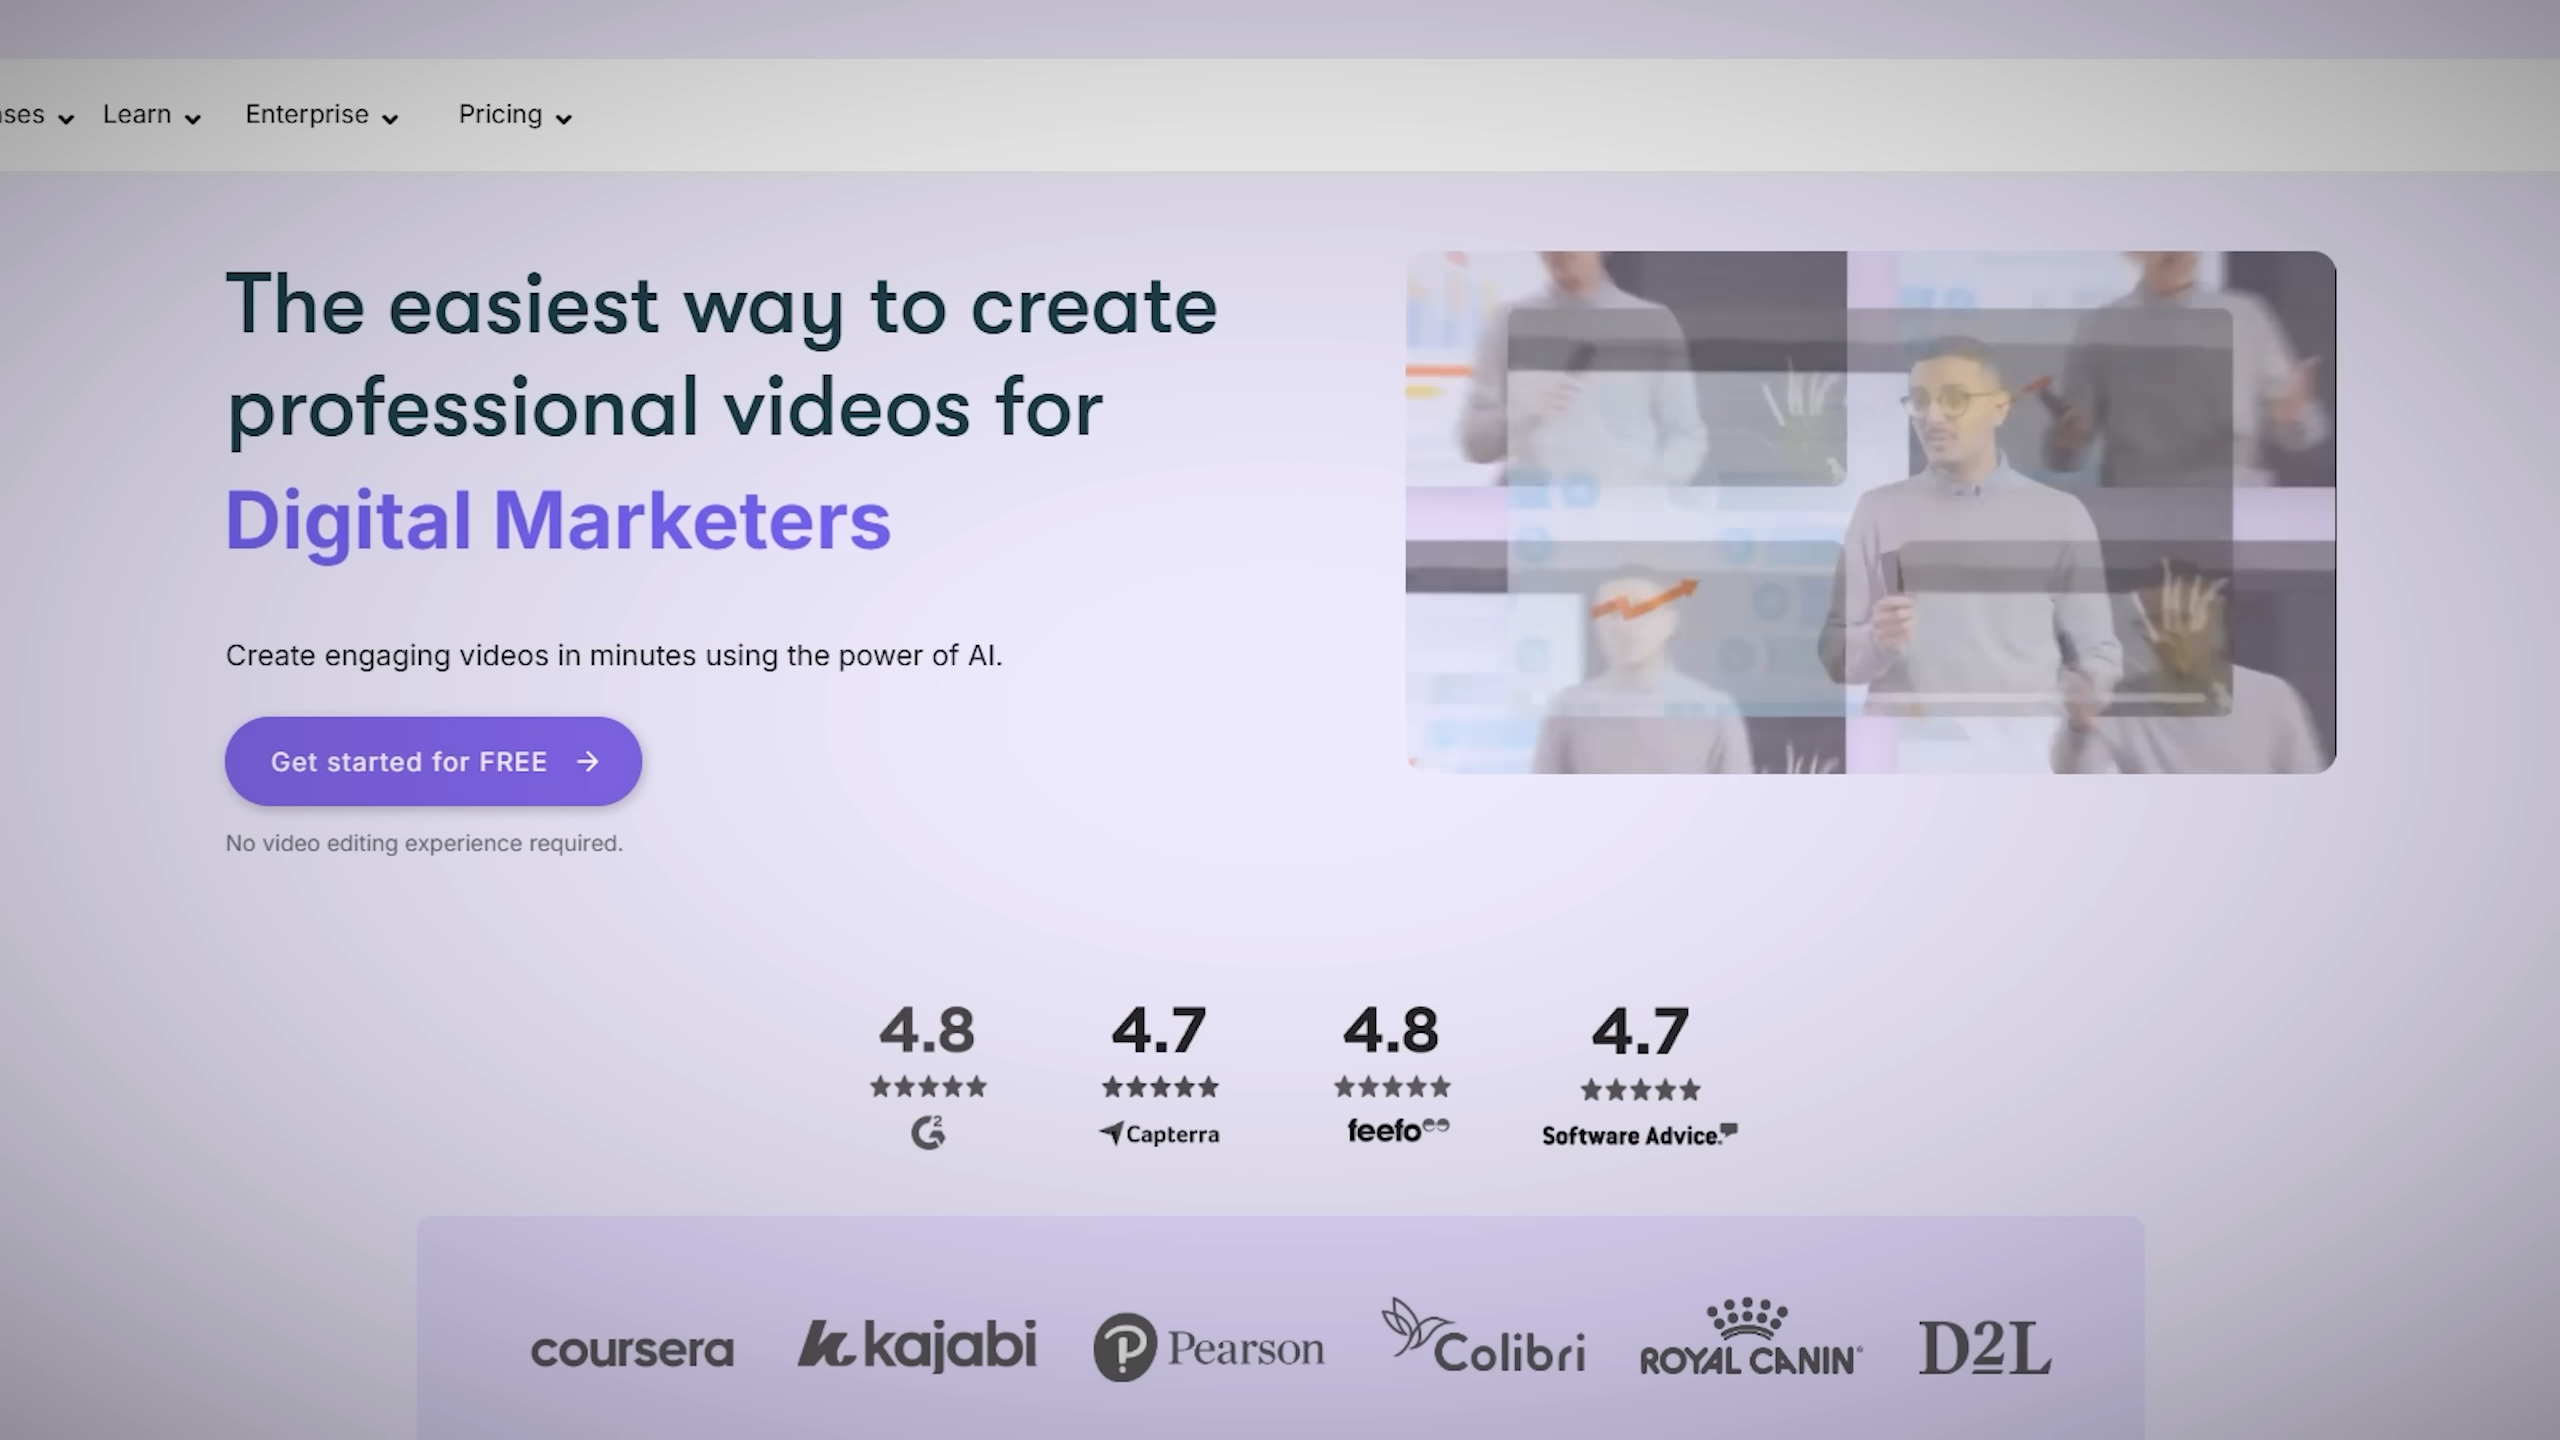 Learn
Enterprise
Pricing
The easiest way to create
professional videos for
Digital Marketers
Create engaging videos in minutes using the power of AI.
Get started for FREE
No video editing experience required.
4.8
4.7
4.8
4.7
G2
Capterra
feefo
Software Advice.
coursera
kajabi
Pearson
Colibri
ROYAL CANIN®
D2L